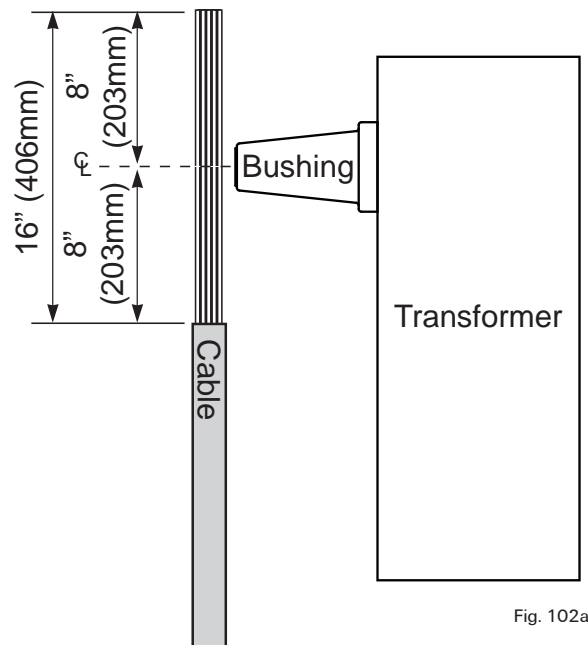 16” (406mm)
8”
(203mm)
℄
8”
(203mm)
Bushing
Transformer
Cable
Fig. 102a